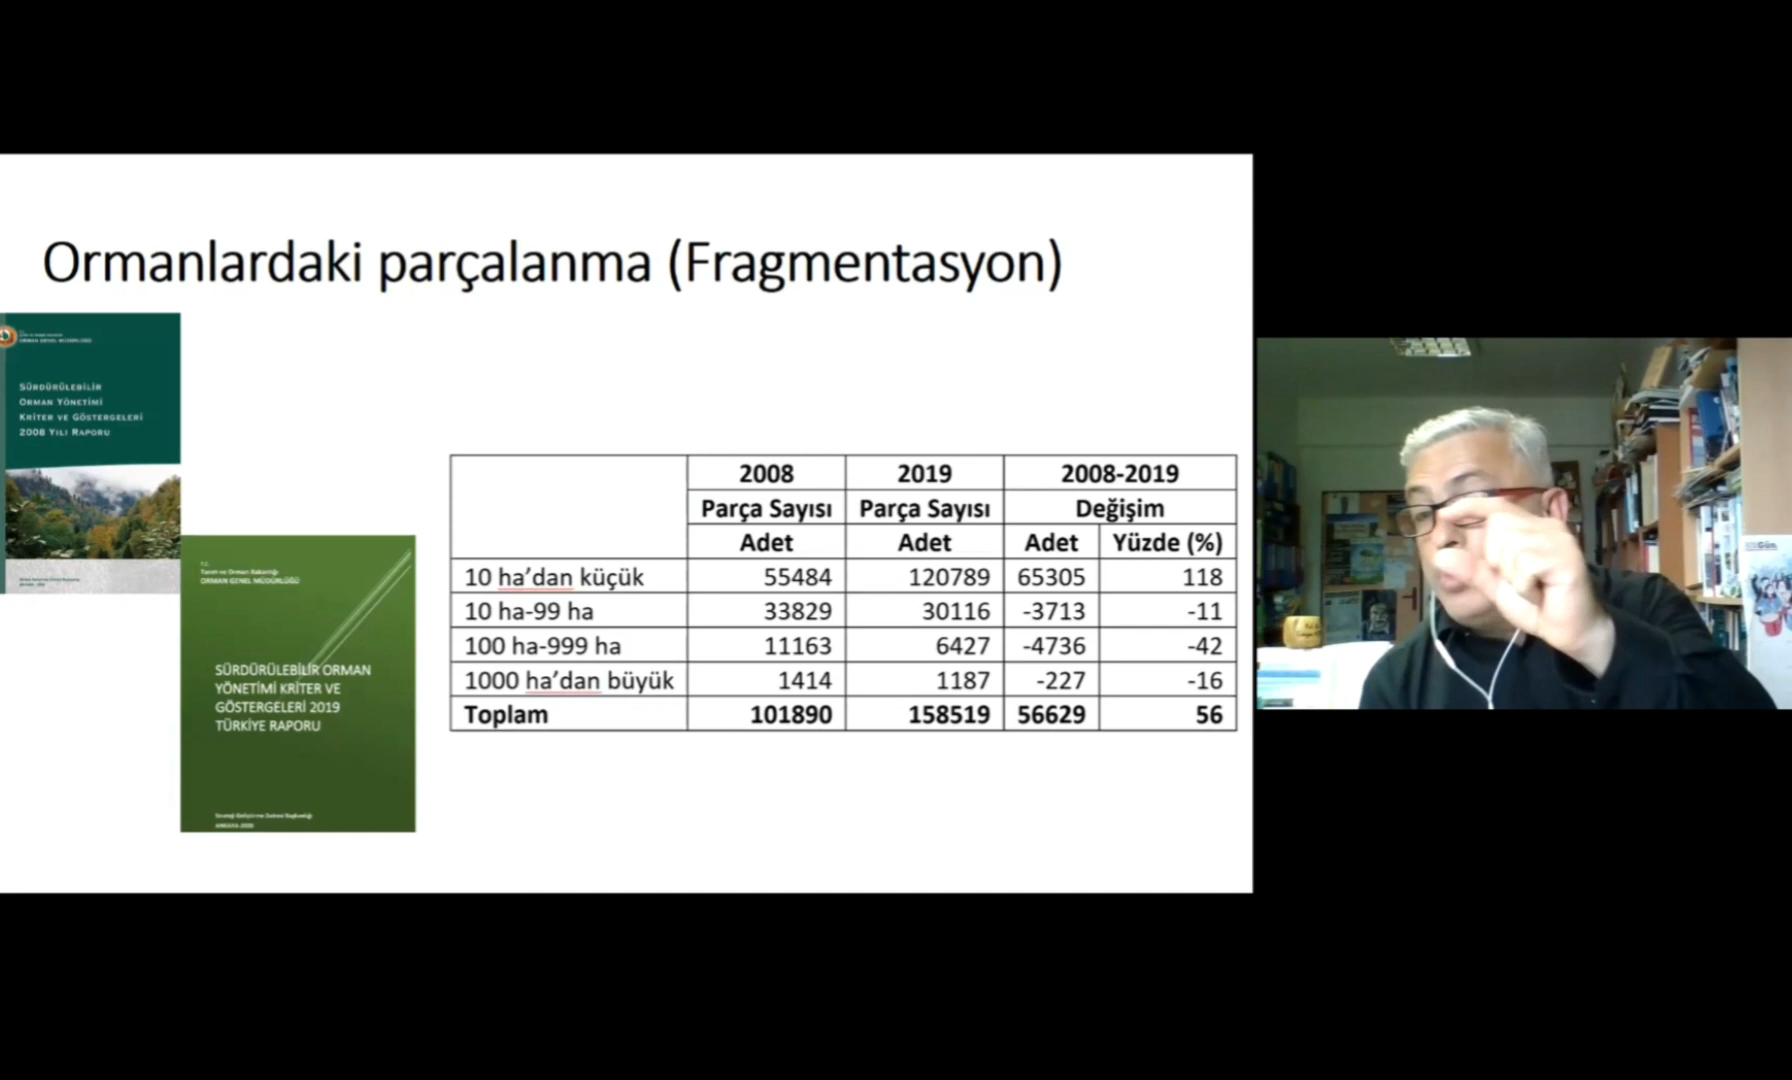 Ormanlardaki parçalanma (Fragmentasyon)
ORMAN GENEL MÜDÜRLÜĞÜ
SÜRDÜRÜLEBİLİR
ORMAN YÖNETİMİ
KRİTER VE GÖSTERGELERİ
2008 YILI RAPORU
T.C.
Tarım ve Orman Bakanlığı
ORMAN GENEL MÜDÜRLÜĞÜ
SÜRDÜRÜLEBİLİR ORMAN
YÖNETİMİ KRİTER VE
GÖSTERGELERİ 2019
TÜRKİYE RAPORU
Strateji Geliştirme Dairesi Başkanlığı
ANKARA-2020
2008 2019 2008-2019
Parça Sayısı Parça Sayısı Değişim
Adet Adet Adet Yüzde (%)
10 ha’dan küçük 55484 120789 65305 118
10 ha-99 ha 33829 30116 -3713 -11
100 ha-999 ha 11163 6427 -4736 -42
1000 ha’dan büyük 1414 1187 -227 -16
Toplam 101890 158519 56629 56